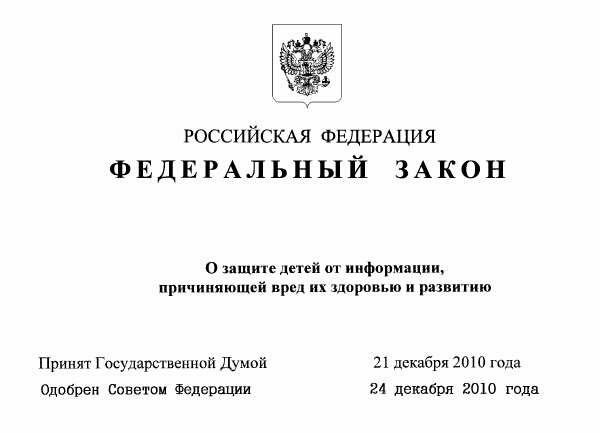 РОССИЙСКАЯ ФЕДЕРАЦИЯ
ФЕДЕРАЛЬНЫЙ ЗАКОН
О защите детей от информации,
причиняющей вред их здоровью и развитию
Принят Государственной Думой 21 декабря 2010 года
Одобрен Советом Федерации 24 декабря 2010 года